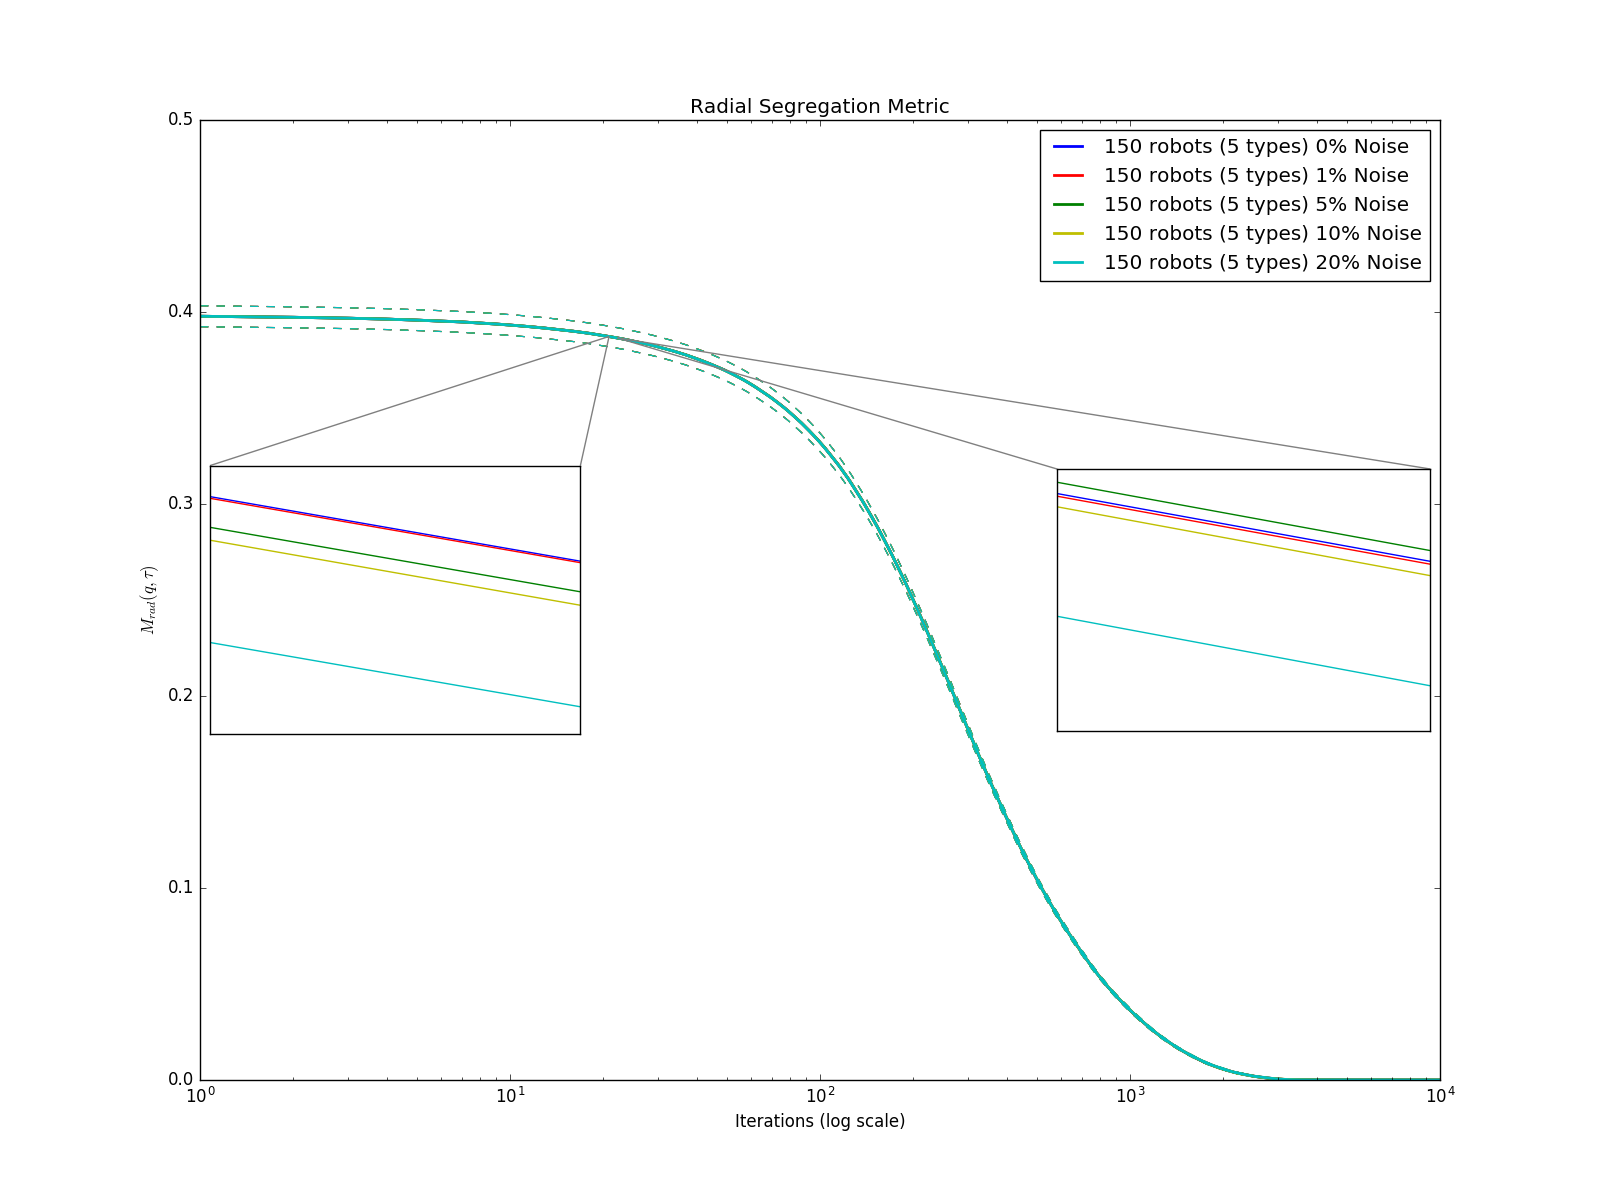 Radial Segregation Metric
0.5
0.4
0.3
0.2
0.1
0.0
M_{rad}(q, τ)
150 robots (5 types) 0% Noise
150 robots (5 types) 1% Noise
150 robots (5 types) 5% Noise
150 robots (5 types) 10% Noise
150 robots (5 types) 20% Noise
10^0 10^1 10^2 10^3 10^4
Iterations (log scale)